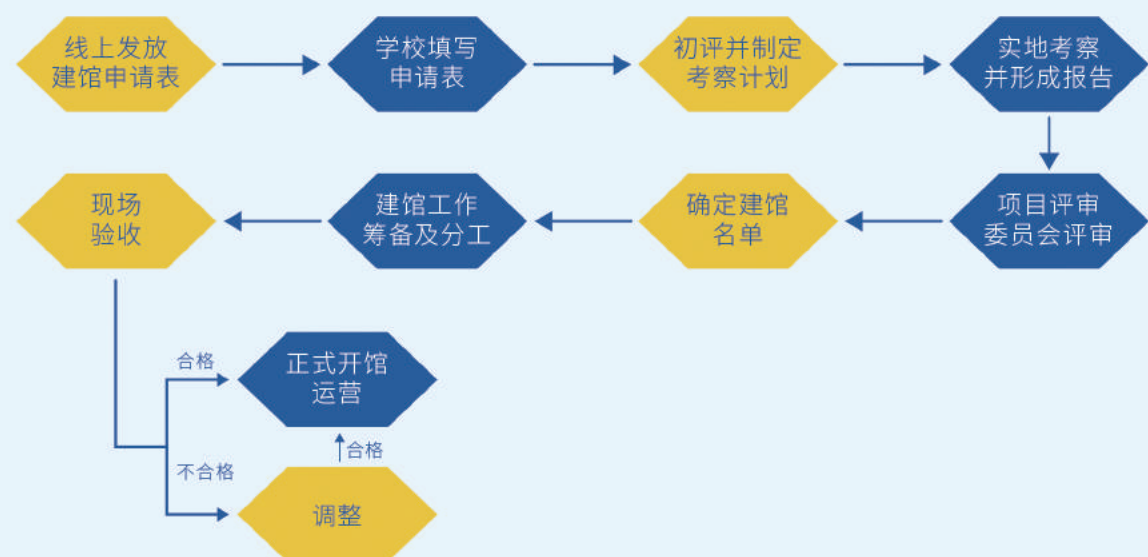 线上发放
建馆申请表
学校填写
申请表
初评并制定
考察计划
实地考察
并形成报告
项目评审
委员会评审
确定建馆
名单
建馆工作
筹备及分工
现场
验收
合格
正式开馆
运营
合格
不合格
调整